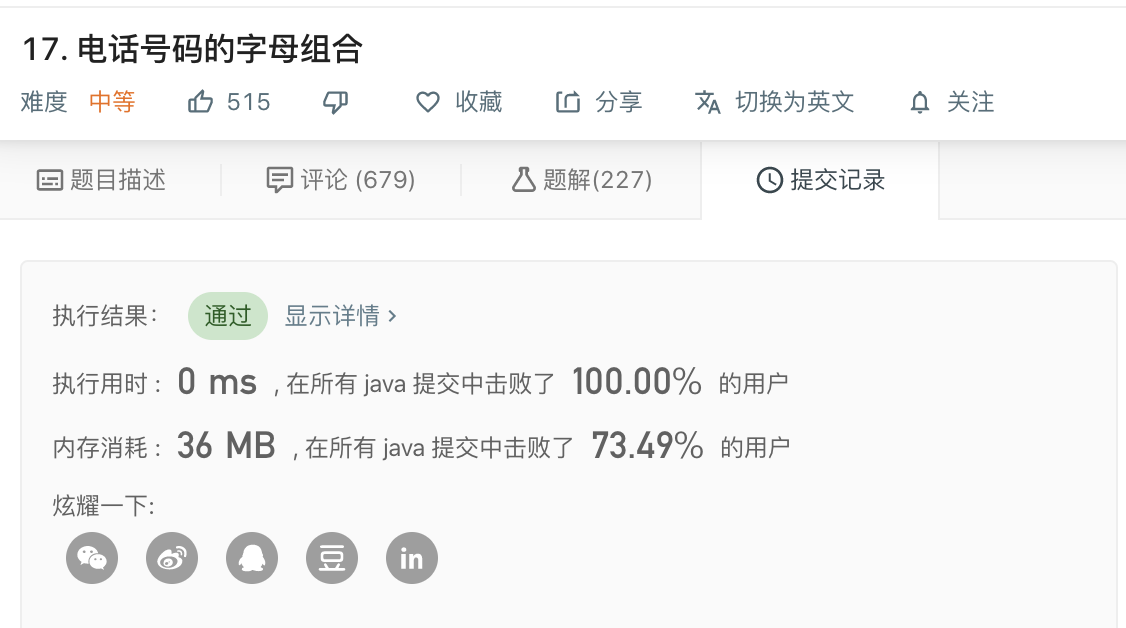 17. 电话号码的字母组合
难度 中等 515 收藏 分享 切换为英文 关注
题目描述 评论 (679) 题解(227) 提交记录
执行结果： 通过 显示详情 ›
执行用时 : 0 ms , 在所有 java 提交中击败了 100.00% 的用户
内存消耗 : 36 MB , 在所有 java 提交中击败了 73.49% 的用户
炫耀一下:
豆 in